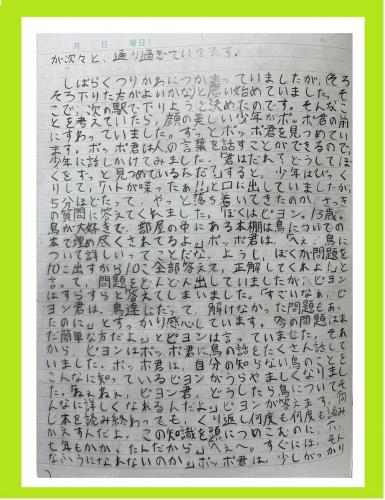 月 日 曜日(
が次々と、通り過ぎていきます。
しばらくつりかわにつかまっていましたが、(そろ
そろ下りた方がよいかな)と思い始めていました。そ
こで、次の駅で下りようと決めたのです。そんなこ
とを考えていたら、顔の美しい少年がポッポ君の前
にすわっていました。ずっとポッポ君を見つめてい
ます。ポッポ君は人の言葉を話すことができるので、
少年に話しかけてみました。「君はだれ?どうしてぼ
くをずっと見つめているんだ。」すると、少年はびっく
りして、「ハトが喋ったぁ!!」と口に出していましたが、
5分ほどたって、やっと落ち着いてきたのか、さっき
の質問に答えてくれました。「ぼくはピヨン。13歳。
鳥が大好きで、部屋の中にある本棚は鳥についての
本で埋め尽くされてるよ。」ポッポ君は、「へぇ、鳥に
ついて詳しいってことだな。ようし、ぼくが問題を
10こ出すから10こ全部答えて、正解してくれよ!」と
言って、問題をどんどん出していましたが、ピヨン
はすらすらと答えてしまいました。「すごいなぁ、ピ
ヨン君は。鳥達にだって、解けなかった問題もあっ
たのに。」とすっかり感心しています。「今の問題はま
だ簡単な方だよ。」とピヨンは言っていました。それ
から、ピヨンはポッポ君に鳥の話をたくさん話して
いました。ポッポ君は、自分の知らない鳥のことを
こんなに知っているピヨンがうらやましくなりまし
た。「ねぇねぇ、ピヨン君、どうしたら鳥についてそ
んなに詳しくなれるんだよ。」ピヨンが答えます。「同
じ本を読み終わっても、くり返し何度も何度も読み
かえすんだよ。この知識を頭につめこむのに、
七年もかかったんだから。」「へぇ〜。すぐには、そん
なふうになれないのか。」ポッポ君は、少しがっかり